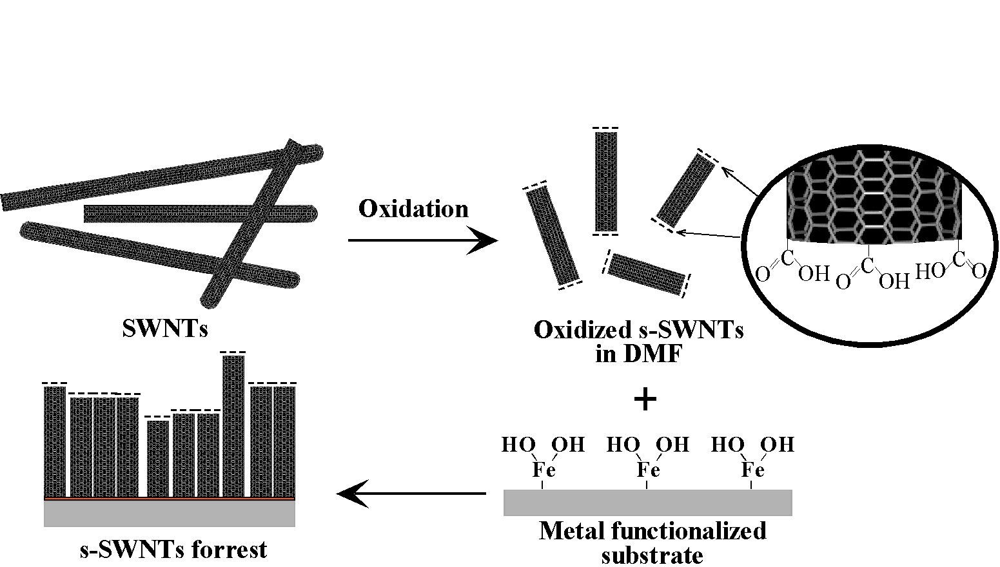 Oxidation
SWNTs
O C OH O C OH HO C O
Oxidized s-SWNTs
in DMF
+
HO OH HO OH HO OH
Fe Fe Fe
Metal functionalized
substrate
s-SWNTs forrest